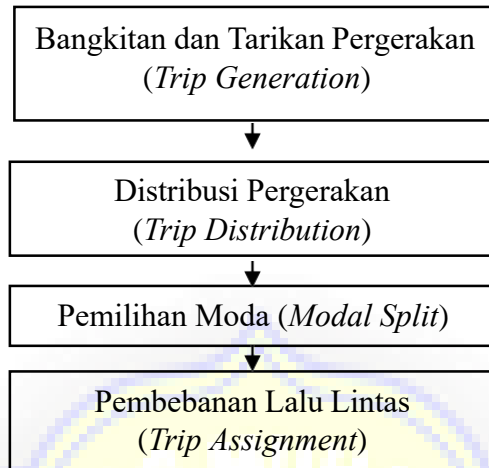 Bangkitan dan Tarikan Pergerakan
(Trip Generation)
Distribusi Pergerakan
(Trip Distribution)
Pemilihan Moda (Modal Split)
Pembebanan Lalu Lintas
(Trip Assignment)